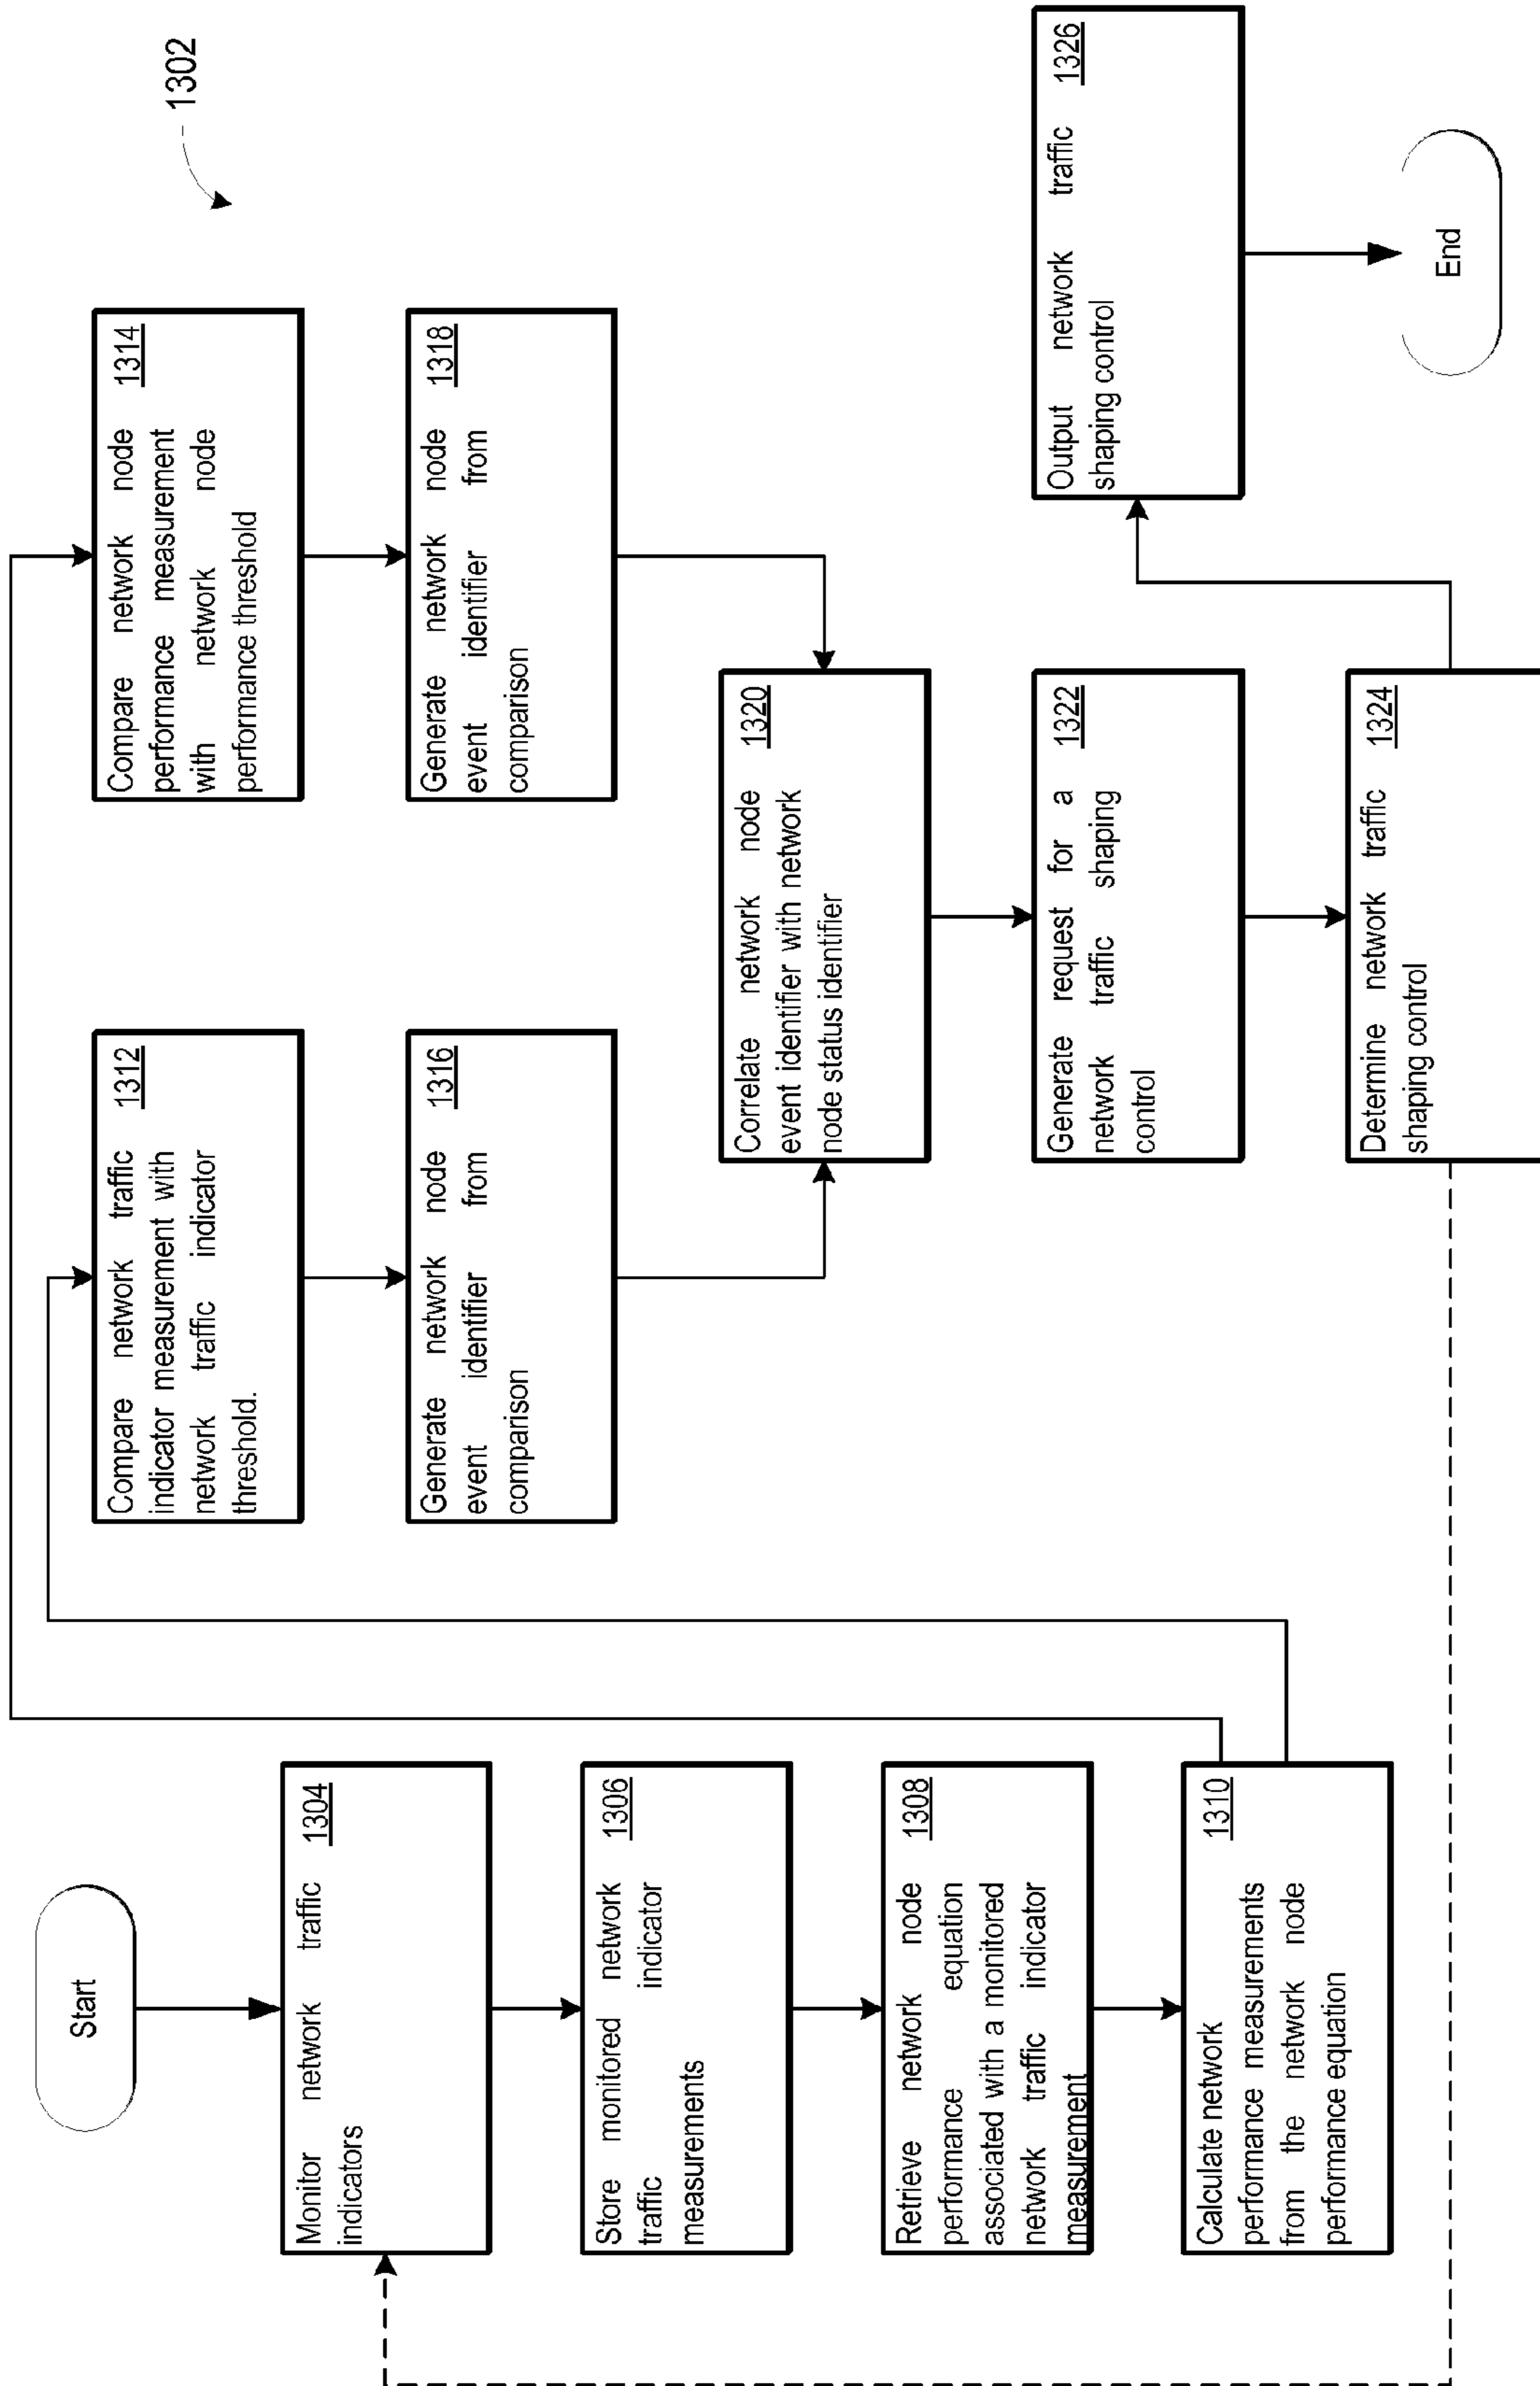 1302
Start
Monitor network traffic 1304
indicators
Store monitored network 1306
traffic indicator
measurements
Retrieve network node 1308
performance equation
associated with a monitored
network traffic indicator
measurement
Calculate network 1310
performance measurements
from the network node
performance equation
Compare network traffic 1312
indicator measurement with
network traffic indicator
threshold.
Generate network node 1316
event identifier from
comparison
Compare network node 1314
performance measurement
with network node
performance threshold
Generate network node 1318
event identifier from
comparison
Correlate network node 1320
event identifier with network
node status identifier
Generate request for a 1322
network traffic shaping
control
Determine network traffic 1324
shaping control
Output network traffic 1326
shaping control
End